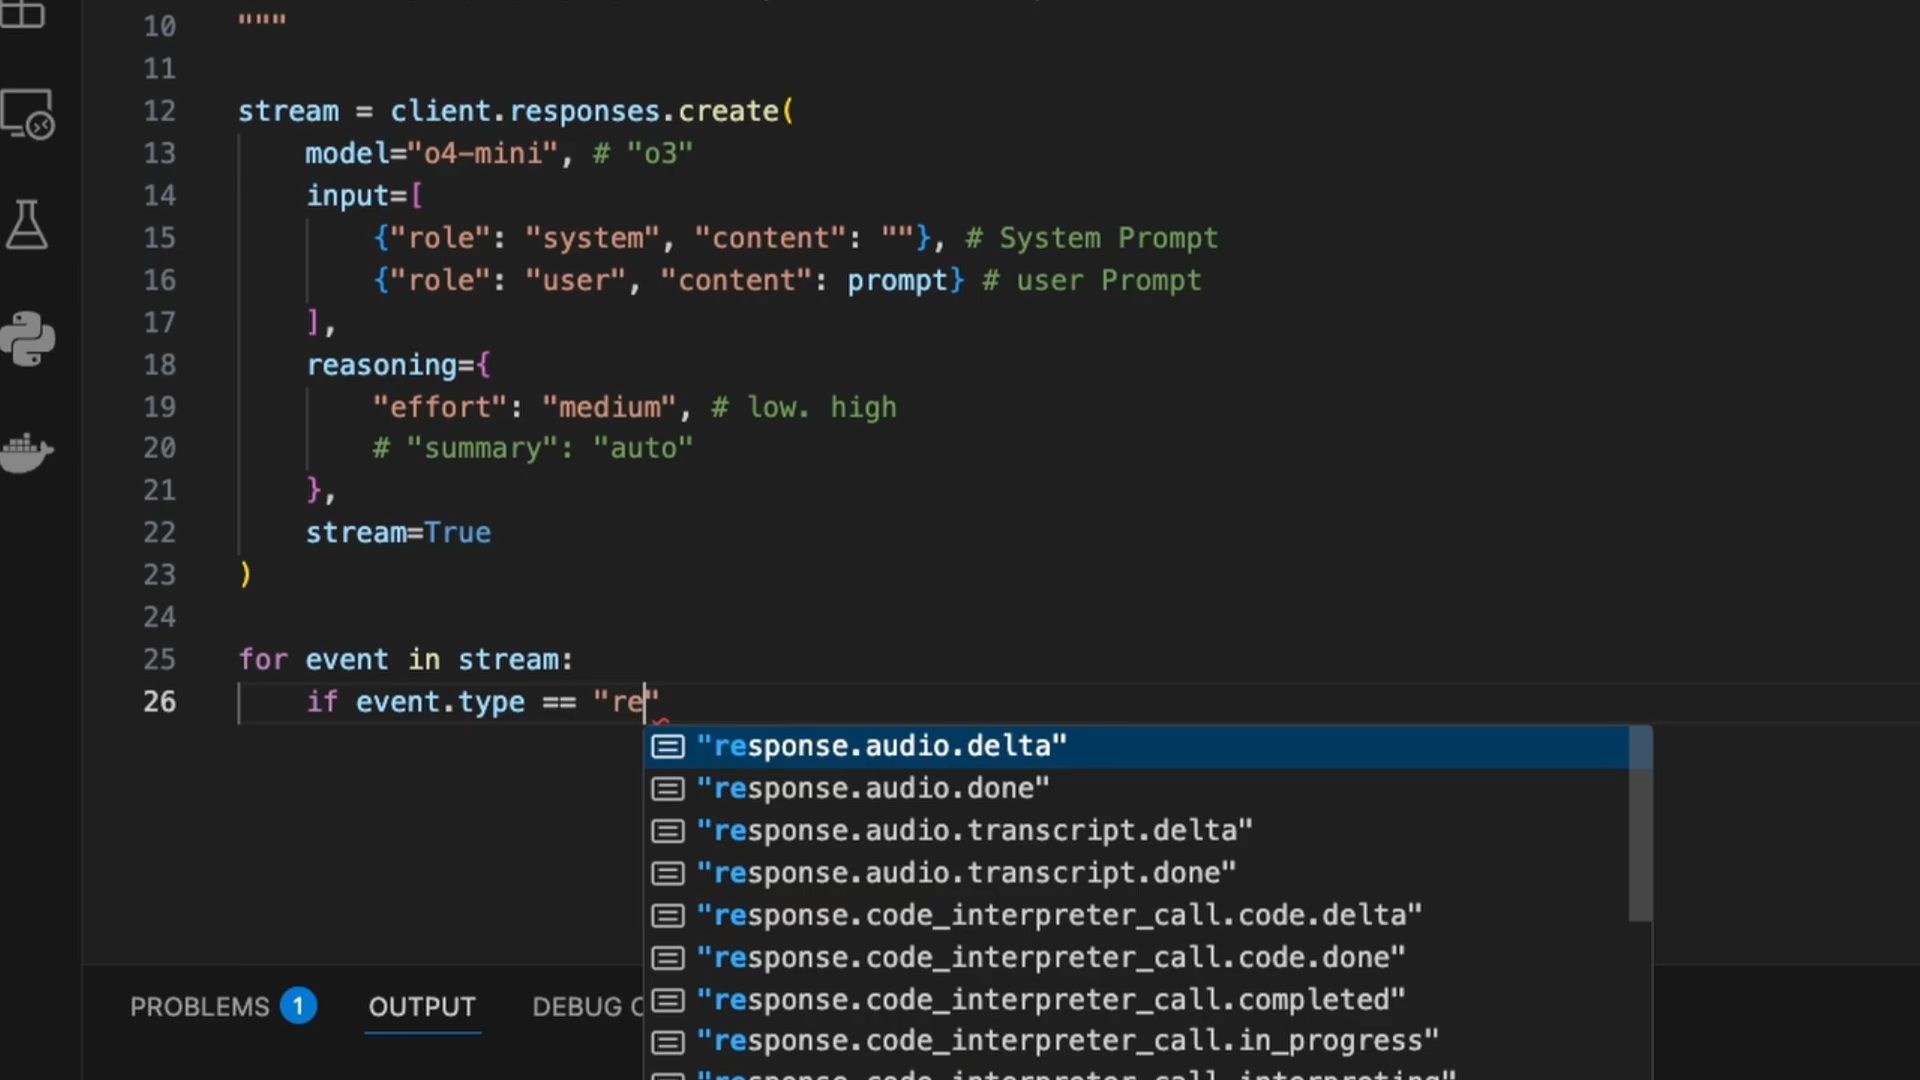 10 """
11
12 stream = client.responses.create(
13 model="o4-mini", # "o3"
14 input=[
15 {"role": "system", "content": ""}, # System Prompt
16 {"role": "user", "content": prompt} # user Prompt
17 ],
18 reasoning={
19 "effort": "medium", # low. high
20 # "summary": "auto"
21 },
22 stream=True
23 )
24
25 for event in stream:
26 if event.type == "re"
"response.audio.delta"
"response.audio.done"
"response.audio.transcript.delta"
"response.audio.transcript.done"
"response.code_interpreter_call.code.delta"
"response.code_interpreter_call.code.done"
"response.code_interpreter_call.completed"
"response.code_interpreter_call.in_progress"
"response.code_interpreter_call.interpreting"
PROBLEMS 1 OUTPUT DEBUG